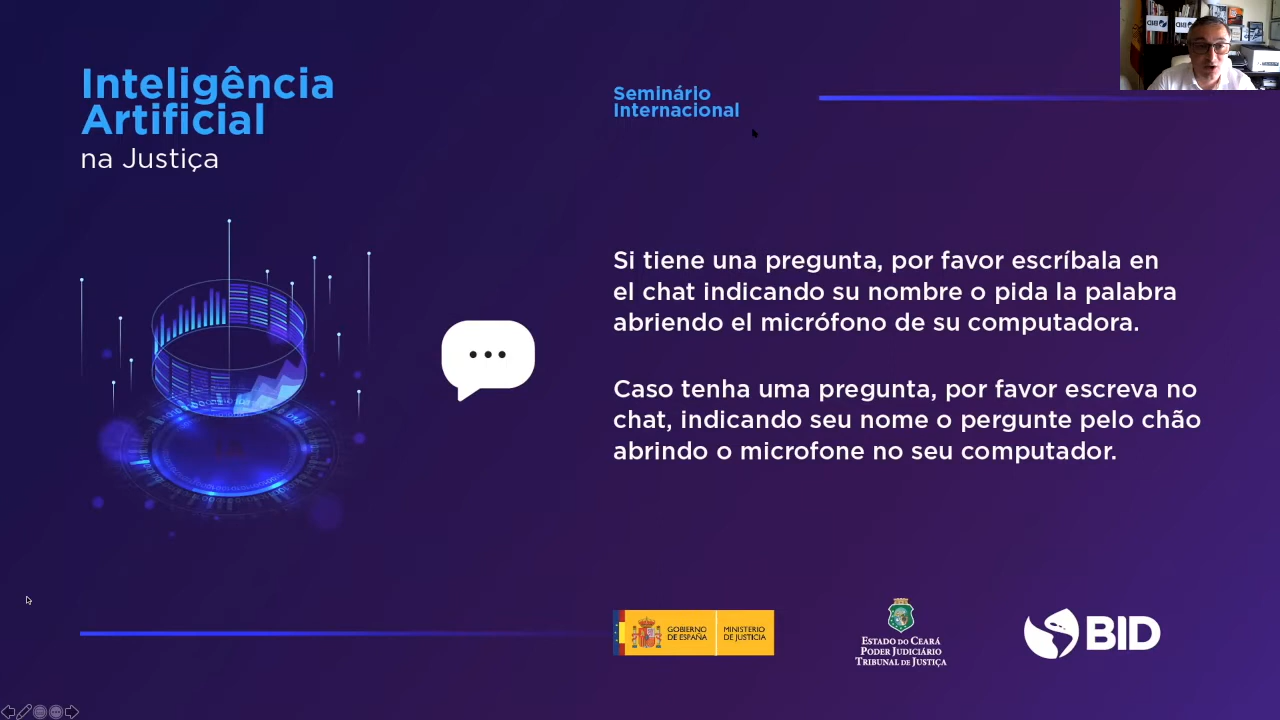 Inteligência
Artificial
na Justiça
Seminário
Internacional
Si tiene una pregunta, por favor escríbala en
el chat indicando su nombre o pida la palabra
abriendo el micrófono de su computadora.
Caso tenha uma pregunta, por favor escreva no
chat, indicando seu nome o pergunte pelo chão
abrindo o microfone no seu computador.
GOBIERNO
DE ESPAÑA
MINISTERIO
DE JUSTICIA
ESTADO DO CEARÁ
PODER JUDICIÁRIO
TRIBUNAL DE JUSTIÇA
BID